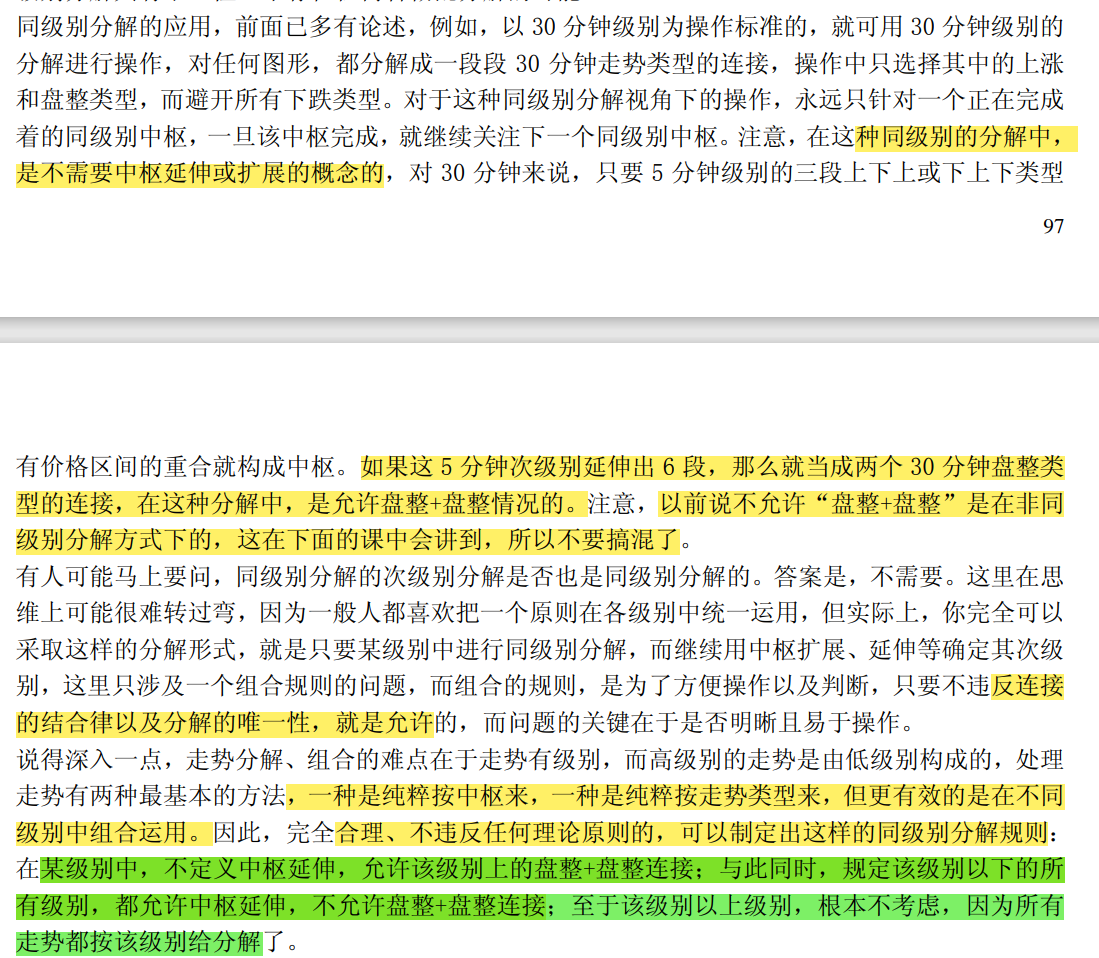 同级别分解的应用，前面已多有论述，例如，以 30 分钟级别为操作标准的，就可用 30 分钟级别的
分解进行操作，对任何图形，都分解成一段段 30 分钟走势类型的连接，操作中只选择其中的上涨
和盘整类型，而避开所有下跌类型。对于这种同级别分解视角下的操作，永远只针对一个正在完成
着的同级别中枢，一旦该中枢完成，就继续关注下一个同级别中枢。注意，在这种同级别的分解中，
是不需要中枢延伸或扩展的概念的，对 30 分钟来说，只要 5 分钟级别的三段上下上或下上下类型
97
有价格区间的重合就构成中枢。如果这 5 分钟次级别延伸出 6 段，那么就当成两个 30 分钟盘整类
型的连接，在这种分解中，是允许盘整+盘整情况的。注意，以前说不允许“盘整+盘整”是在非同
级别分解方式下的，这在下面的课中会讲到，所以不要搞混了。
有人可能马上要问，同级别分解的次级别分解是否也是同级别分解的。答案是，不需要。这里在思
维上可能很难转过弯，因为一般人都喜欢把一个原则在各级别中统一运用，但实际上，你完全可以
采取这样的分解形式，就是只要某级别中进行同级别分解，而继续用中枢扩展、延伸等确定其次级
别，这里只涉及一个组合规则的问题，而组合的规则，是为了方便操作以及判断，只要不违反连接
的结合律以及分解的唯一性，就是允许的，而问题的关键在于是否明晰且易于操作。
说得深入一点，走势分解、组合的难点在于走势有级别，而高级别的走势是由低级别构成的，处理
走势有两种最基本的方法，一种是纯粹按中枢来，一种是纯粹按走势类型来，但更有效的是在不同
级别中组合运用。因此，完全合理、不违反任何理论原则的，可以制定出这样的同级别分解规则：
在某级别中，不定义中枢延伸，允许该级别上的盘整+盘整连接；与此同时，规定该级别以下的所
有级别，都允许中枢延伸，不允许盘整+盘整连接；至于该级别以上级别，根本不考虑，因为所有
走势都按该级别给分解了。